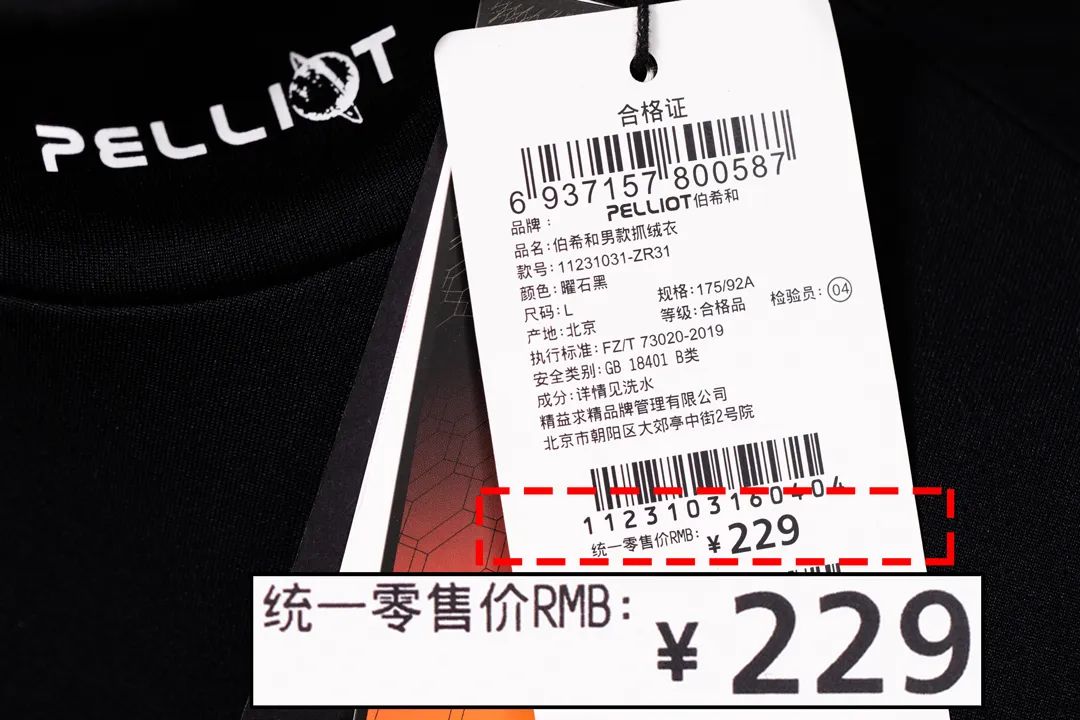 PELLIOT
合格证
6 937157 800587
品牌: PELLIOT伯希和
品名:伯希和男款抓绒衣
款号:11231031-ZR31
颜色:曜石黑
尺码:L 规格:175/92A
产地:北京 等级:合格品 检验员:04
执行标准:FZ/T 73020-2019
安全类别:GB 18401 B类
成分:详情见洗水
精益求精品牌管理有限公司
北京市朝阳区大郊亭中街2号院
1123103160404
统一零售价RMB: ¥229
统一零售价RMB: ¥229